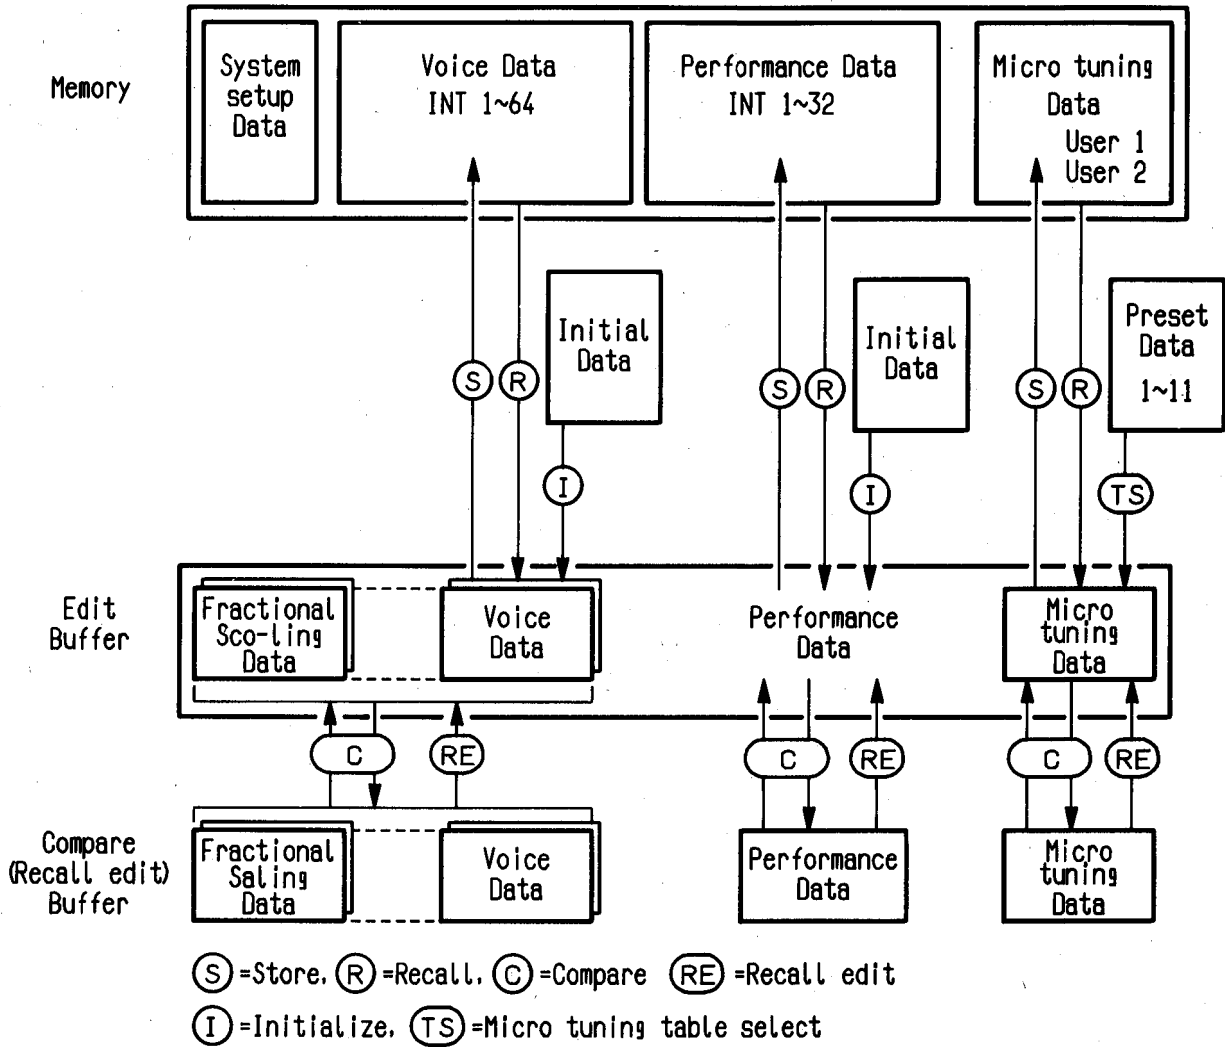 Memory
System
setup
Data
Voice Data
INT 1~64
Performance Data
INT 1~32
Micro tuning
Data
User 1
User 2
Initial
Data
Initial
Data
Preset
Data
1~11
S
R
S
R
S
R
I
I
TS
Edit
Buffer
Fractional
Sco-ling
Data
Voice
Data
Performance
Data
Micro
tuning
Data
C
RE
C
RE
C
RE
Compare
(Recall edit)
Buffer
Fractional
Saling
Data
Voice
Data
Performance
Data
Micro
tuning
Data
S =Store, R =Recall, C =Compare RE =Recall edit
I =Initialize, TS =Micro tuning table select